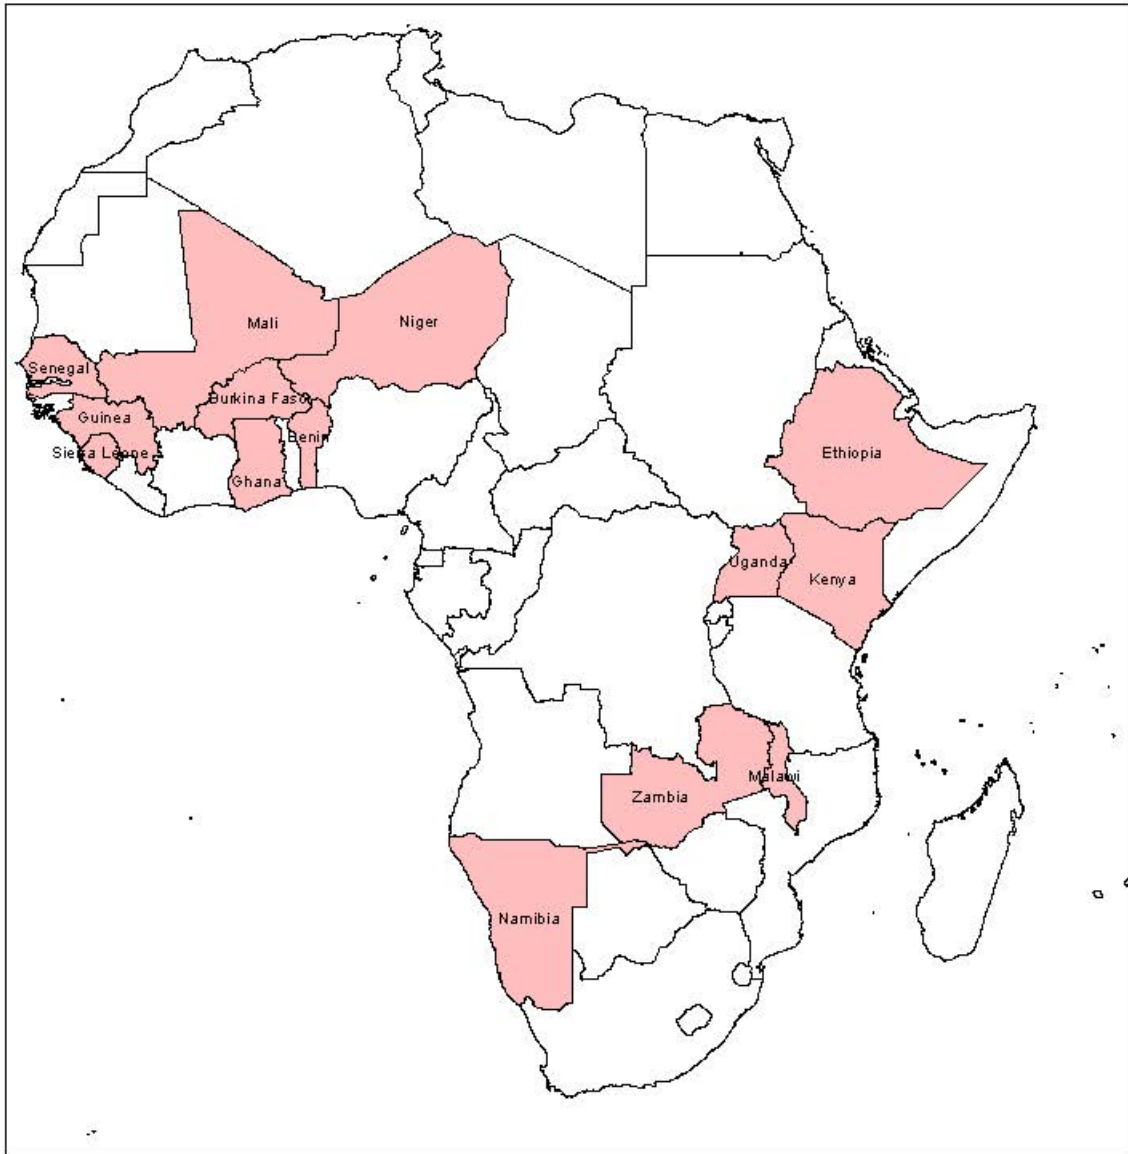 Mali
Niger
Senegal
Burkina Faso
Guinea
Benin
Sierra Leone
Ghana
Ethiopia
Uganda
Kenya
Malawi
Zambia
Namibia